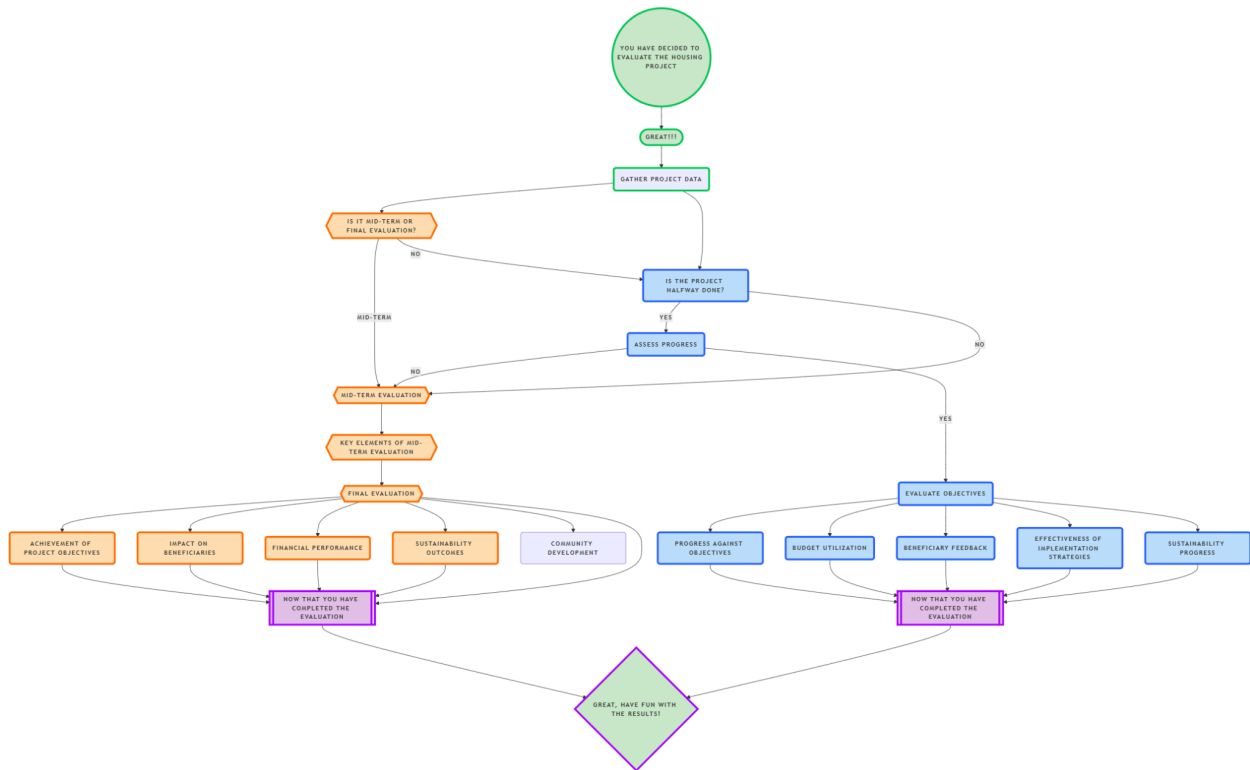 YOU HAVE DECIDED TO
EVALUATE THE HOUSING
PROJECT
GREAT!!!
GATHER PROJECT DATA
IS IT MID-TERM OR
FINAL EVALUATION?
NO
IS THE PROJECT
HALFWAY DONE?
MID-TERM
YES
ASSESS PROGRESS
NO
NO
MID-TERM EVALUATION
YES
KEY ELEMENTS OF MID-
TERM EVALUATION
FINAL EVALUATION
EVALUATE OBJECTIVES
ACHIEVEMENT OF
PROJECT OBJECTIVES
IMPACT ON
BENEFICIARIES
FINANCIAL PERFORMANCE
SUSTAINABILITY
OUTCOMES
COMMUNITY
DEVELOPMENT
PROGRESS AGAINST
OBJECTIVES
BUDGET UTILIZATION
BENEFICIARY FEEDBACK
EFFECTIVENESS OF
IMPLEMENTATION
STRATEGIES
SUSTAINABILITY
PROGRESS
NOW THAT YOU HAVE
COMPLETED THE
EVALUATION
NOW THAT YOU HAVE
COMPLETED THE
EVALUATION
GREAT, HAVE FUN WITH
THE RESULTS!